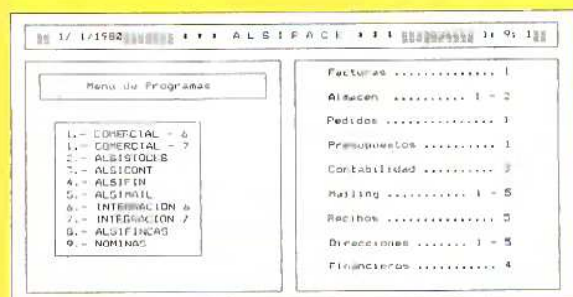 1/ 1/1980 * * * A L S I P A C K * * * 1: 9: 1
Menu de Programas
1.- COMERCIAL - 6
1.- COMERCIAL - 7
2.- ALSISTOCKS
3.- ALSICONT
4.- ALSIFIN
5.- ALSIMAIL
6.- INTEGRACION 6
7.- INTEGRACION 7
8.- ALSIFINCAS
9.- NOMINAS
Facturas .............. 1
Almacen .......... 1 - 2
Pedidos ............... 1
Presupuestos .......... 1
Contabilidad .......... 3
Mailing .......... 1 - 5
Recibos ............... 5
Direcciones ....... 1 - 5
Financieros ........... 4